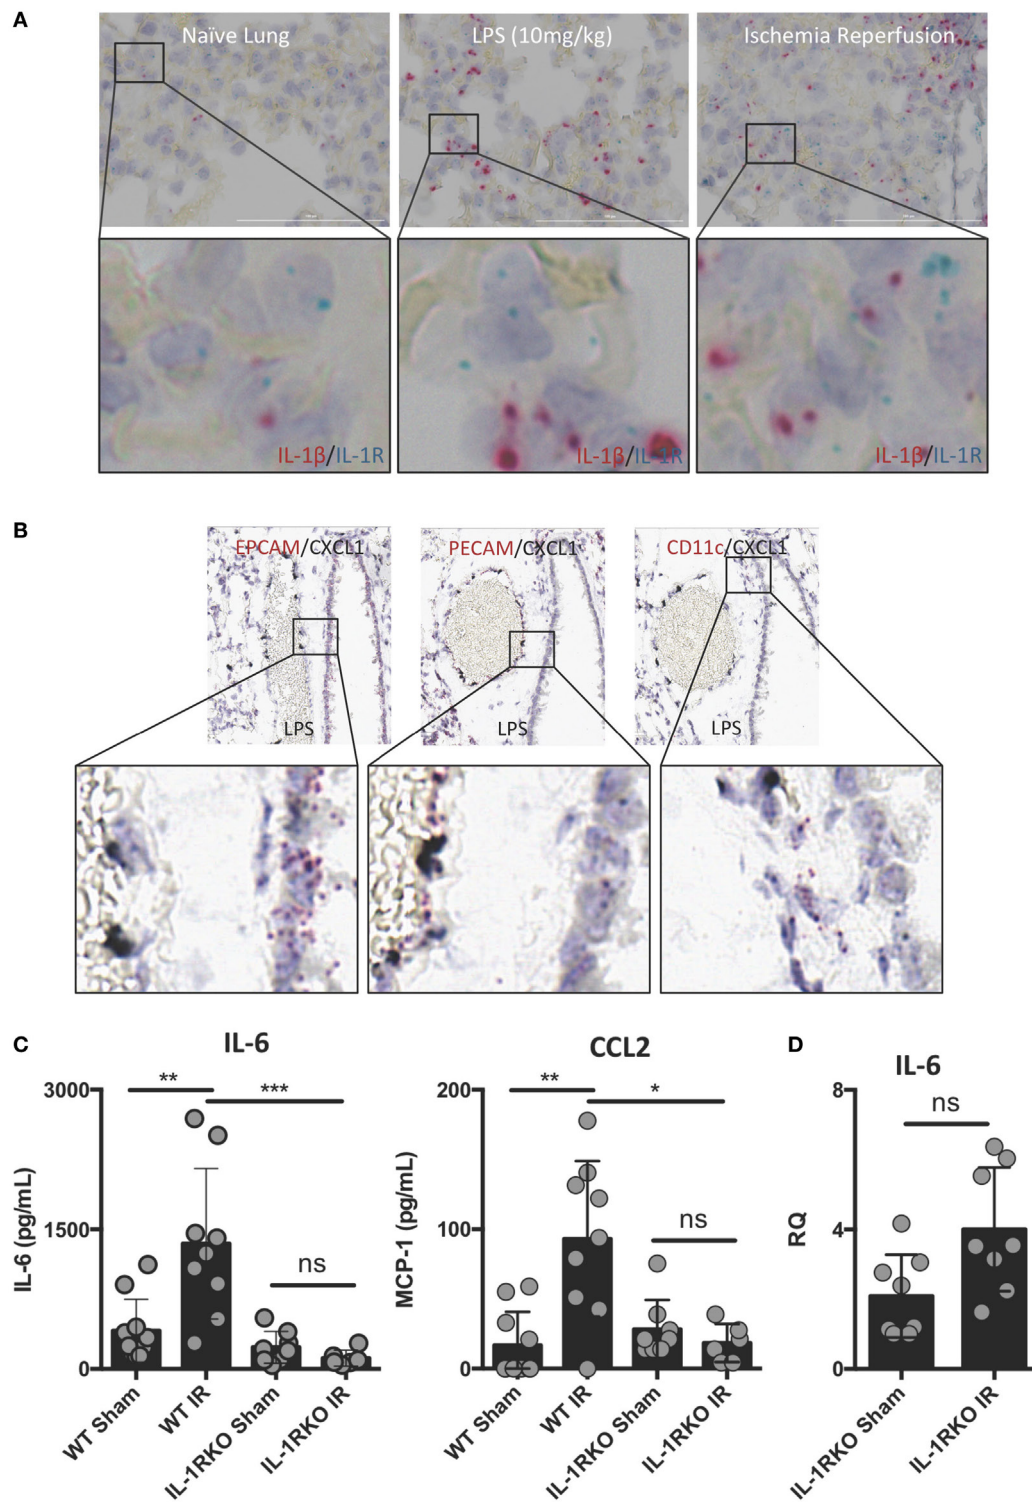 A
Naïve Lung
LPS (10mg/kg)
Ischemia Reperfusion
IL-1β/IL-1R
IL-1β/IL-1R
IL-1β/IL-1R
B
EPCAM/CXCL1
PECAM/CXCL1
CD11c/CXCL1
LPS
LPS
LPS
C
IL-6
CCL2
D
IL-6
**
***
**
*
ns
3000
200
8
ns
ns
1500
100
4
0
0
0
IL-6 (pg/mL)
MCP-1 (pg/mL)
RQ
WT Sham
WT IR
IL-1RKO Sham
IL-1RKO IR
WT Sham
WT IR
IL-1RKO Sham
IL-1RKO IR
IL-1RKO Sham
IL-1RKO IR